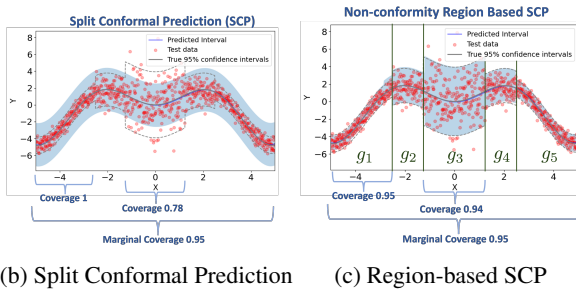 Split Conformal Prediction (SCP)
Predicted Interval
Test data
True 95% confidence intervals
Y
8
6
4
2
0
−2
−4
−6
−4
−2
0
2
4
X
Coverage 1
Coverage 0.78
Marginal Coverage 0.95
(b) Split Conformal Prediction
Non-conformity Region Based SCP
Predicted Interval
Test data
True 95% confidence intervals
Y
8
6
4
2
0
−2
−4
−6
g1 g2 g3 g4 g5
−4
−2
0
2
4
X
Coverage 0.95
Coverage 0.94
Marginal Coverage 0.95
(c) Region-based SCP